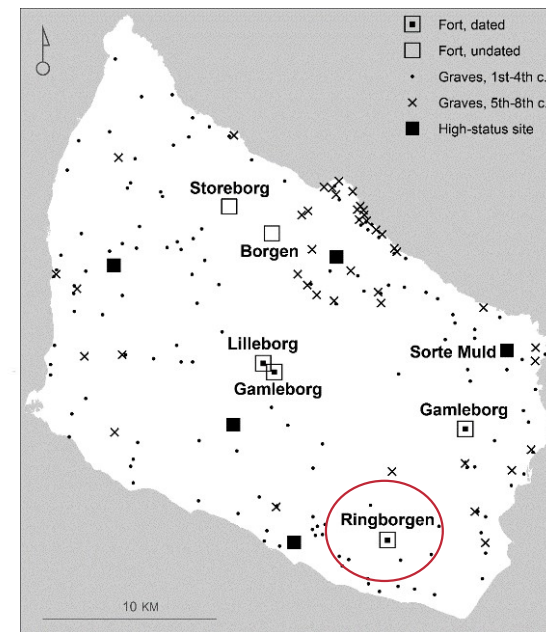 Fort, dated
Fort, undated
Graves, 1st-4th c.
Graves, 5th-8th c.
High-status site
Storeborg
Borgen
Lilleborg
Gamleborg
Sorte Muld
Gamleborg
Ringborgen
10 KM